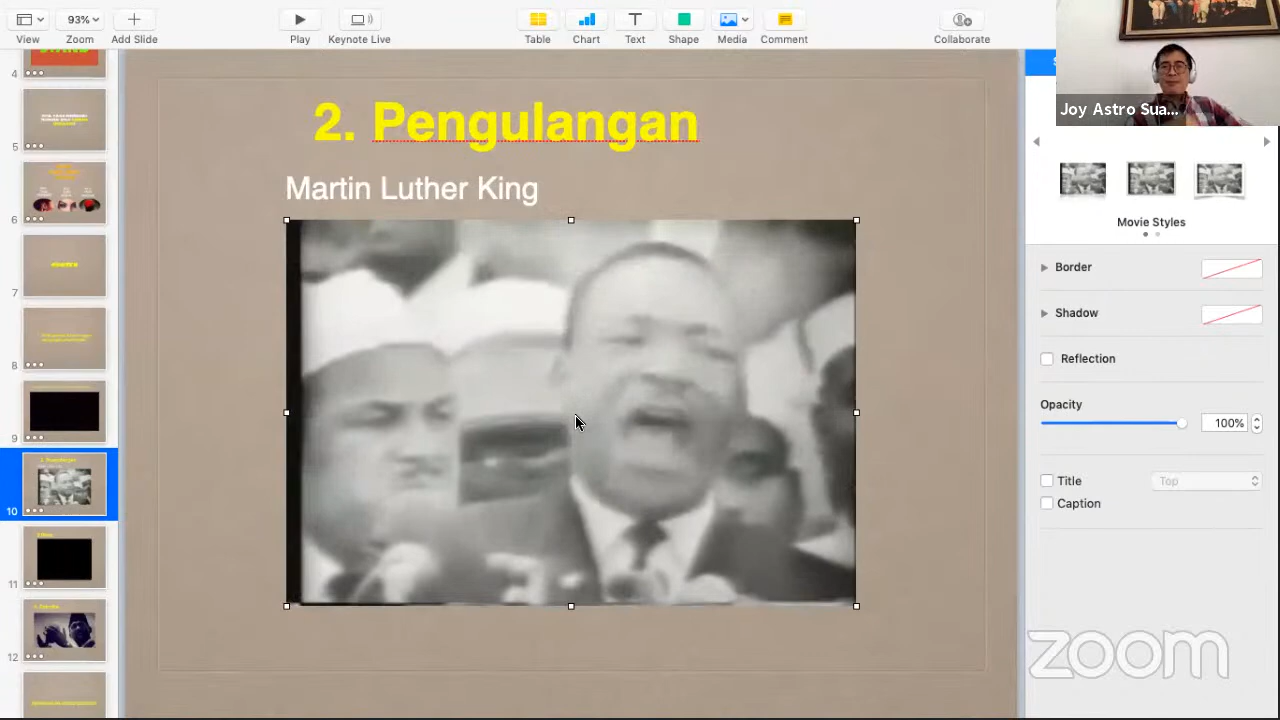 93%
View
Zoom
Add Slide
Play
Keynote Live
Table
Chart
Text
Shape
Media
Comment
Collaborate
Joy Astro Sua...
2. Pengulangan
Martin Luther King
Movie Styles
Border
Shadow
Reflection
Opacity
100%
Title
Top
Caption
4
5
6
7
8
9
10
11
12
zoom